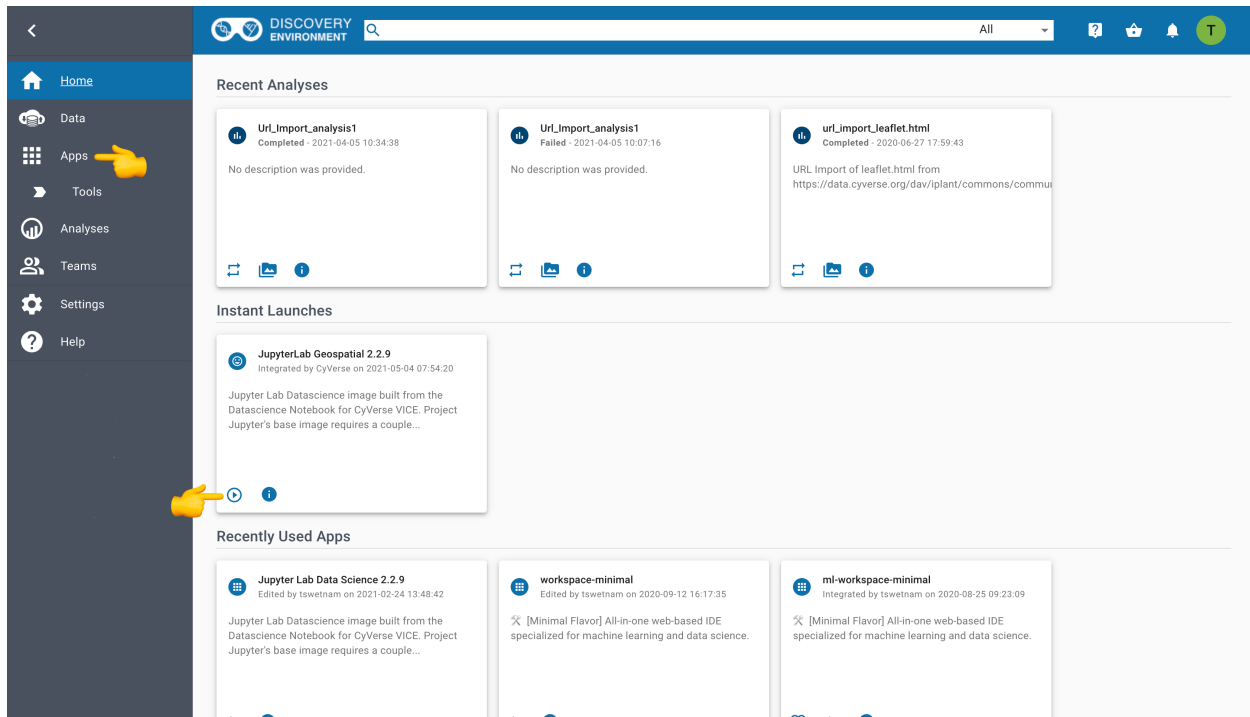 DISCOVERY
ENVIRONMENT
All
T
Home
Data
Apps
Tools
Analyses
Teams
Settings
Help
Recent Analyses
Url_Import_analysis1
Completed - 2021-04-05 10:34:38
No description was provided.
Url_Import_analysis1
Failed - 2021-04-05 10:07:16
No description was provided.
url_import_leaflet.html
Completed - 2020-06-27 17:59:43
URL Import of leaflet.html from
https://data.cyverse.org/dav/iplant/commons/commu
Instant Launches
JupyterLab Geospatial 2.2.9
Integrated by CyVerse on 2021-05-04 07:54:20
Jupyter Lab Datascience image built from the
Datascience Notebook for CyVerse VICE. Project
Jupyter's base image requires a couple...
Recently Used Apps
Jupyter Lab Data Science 2.2.9
Edited by tswetnam on 2021-02-24 13:48:42
Jupyter Lab Datascience image built from the
Datascience Notebook for CyVerse VICE. Project
Jupyter's base image requires a couple...
workspace-minimal
Edited by tswetnam on 2020-09-12 16:17:35
🛠 [Minimal Flavor] All-in-one web-based IDE
specialized for machine learning and data science.
ml-workspace-minimal
Integrated by tswetnam on 2020-08-25 09:23:09
🛠 [Minimal Flavor] All-in-one web-based IDE
specialized for machine learning and data science.